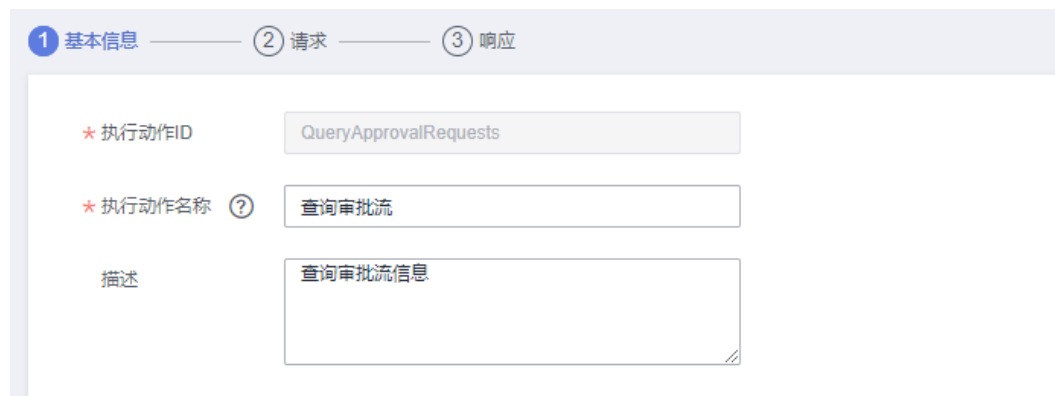 1 基本信息 2 请求 3 响应
* 执行动作ID QueryApprovalRequests
* 执行动作名称 ? 查询审批流
描述 查询审批流信息